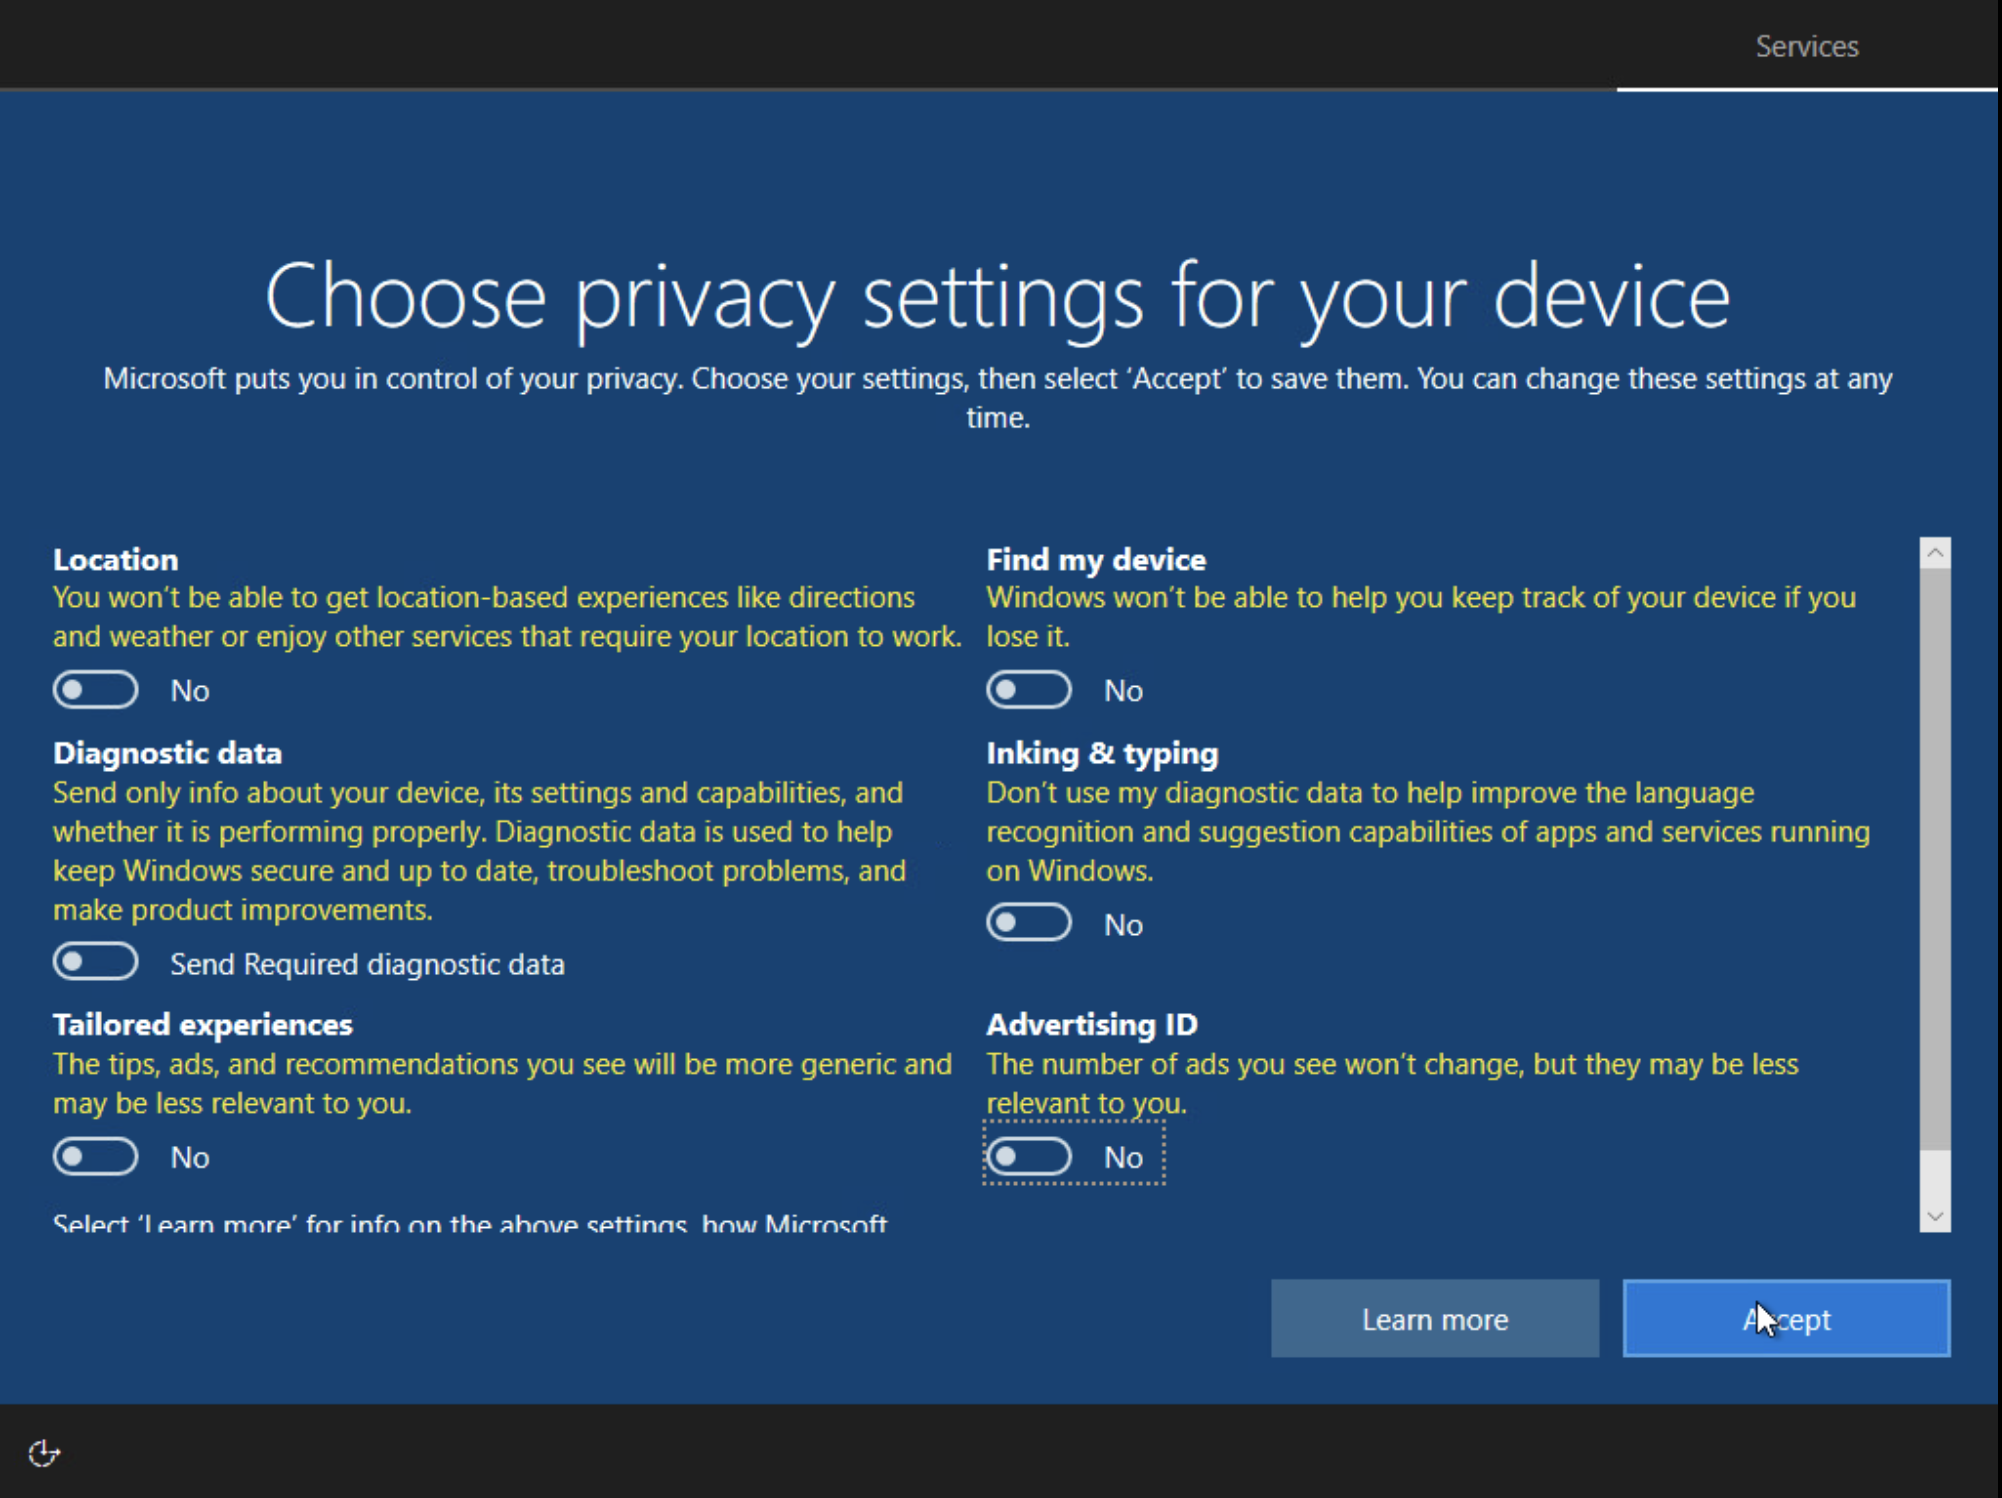 Services
Choose privacy settings for your device
Microsoft puts you in control of your privacy. Choose your settings, then select ‘Accept’ to save them. You can change these settings at any
time.
Location
You won’t be able to get location-based experiences like directions
and weather or enjoy other services that require your location to work.
No
Find my device
Windows won’t be able to help you keep track of your device if you
lose it.
No
Diagnostic data
Send only info about your device, its settings and capabilities, and
whether it is performing properly. Diagnostic data is used to help
keep Windows secure and up to date, troubleshoot problems, and
make product improvements.
Send Required diagnostic data
Inking & typing
Don’t use my diagnostic data to help improve the language
recognition and suggestion capabilities of apps and services running
on Windows.
No
Tailored experiences
The tips, ads, and recommendations you see will be more generic and
may be less relevant to you.
No
Advertising ID
The number of ads you see won’t change, but they may be less
relevant to you.
No
Select ‘Learn more’ for info on the above settings, how Microsoft
Learn more
Accept